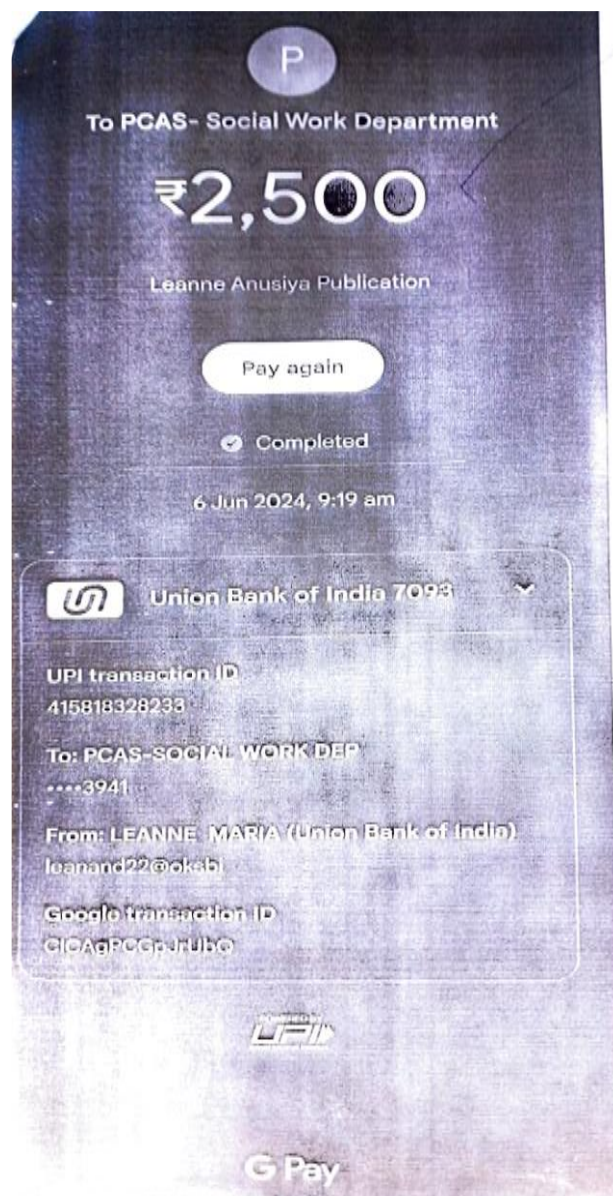 P
To PCAS- Social Work Department
₹2,500
Leanne Anusiya Publication
Pay again
Completed
6 Jun 2024, 9:19 am
Union Bank of India 7093
UPI transaction ID
415818328233
To: PCAS-SOCIAL WORK DEP
••••3941
From: LEANNE MARIA (Union Bank of India)
leanand22@oksbi
Google transaction ID
POWERED BY
UPI
G Pay